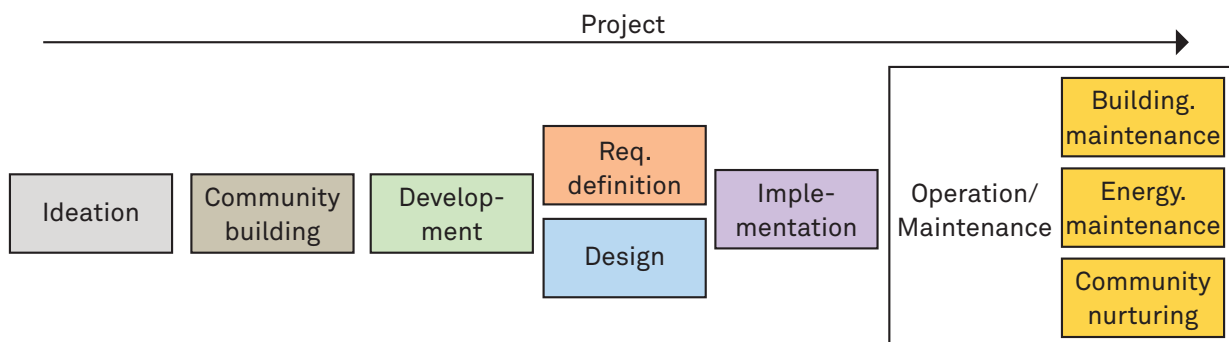 Project
Ideation
Community
building
Develop-
ment
Req.
definition
Design
Imple-
mentation
Operation/
Maintenance
Building.
maintenance
Energy.
maintenance
Community
nurturing